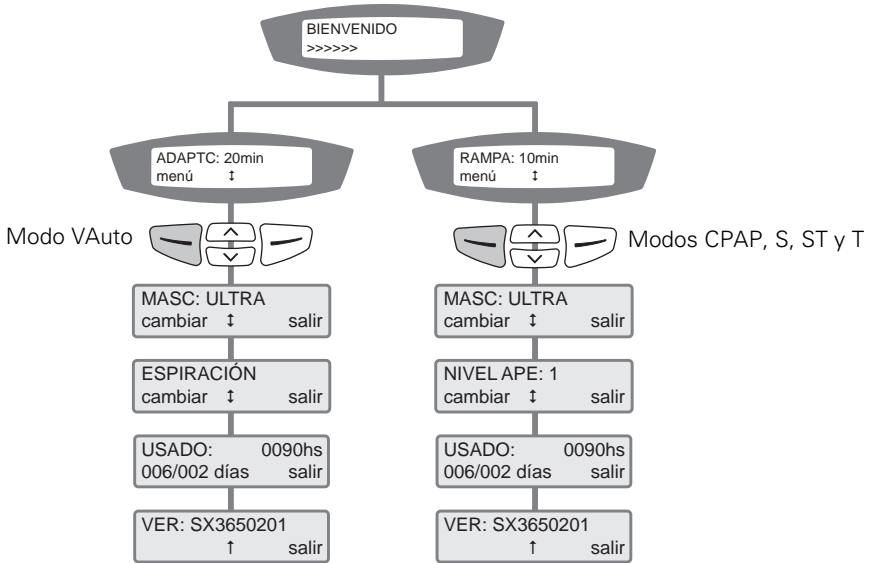 BIENVENIDO
>>>>>>
ADAPTC: 20min
menú ↕
RAMPA: 10min
menú ↕
Modo VAuto
Modos CPAP, S, ST y T
MASC: ULTRA
cambiar ↕ salir
ESPIRACIÓN
cambiar ↕ salir
USADO: 0090hs
006/002 días salir
VER: SX3650201
↑ salir
MASC: ULTRA
cambiar ↕ salir
NIVEL APE: 1
cambiar ↕ salir
USADO: 0090hs
006/002 días salir
VER: SX3650201
↑ salir